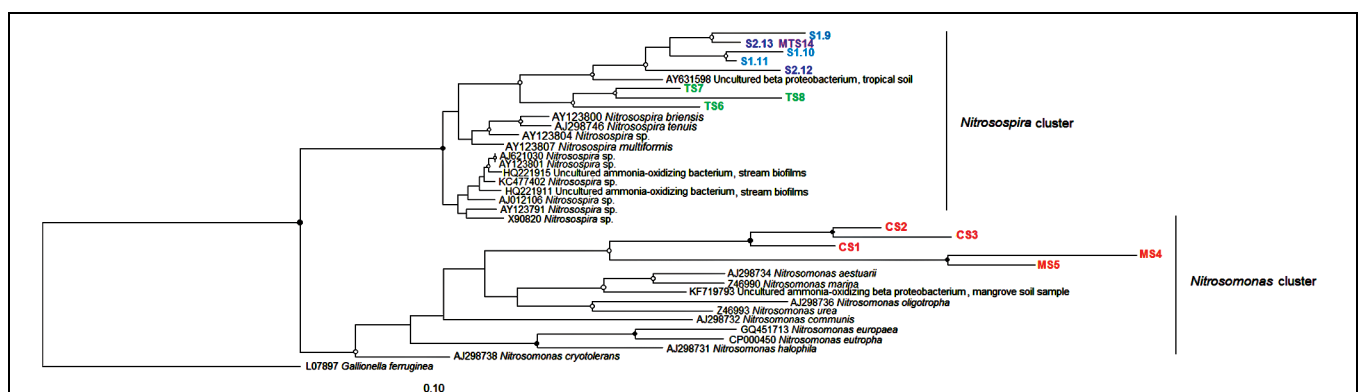 S1.9
S2.13 MTS14
S1.10
S1.11
S2.12
AY631598 Uncultured beta proteobacterium, tropical soil
TS7
TS8
TS6
AY123800 Nitrosospira briensis
AJ298746 Nitrosospira tenuis
AY123804 Nitrosospira sp.
AY123807 Nitrosospira multiformis
AJ621030 Nitrosospira sp.
AY123801 Nitrosospira sp.
HQ221915 Uncultured ammonia-oxidizing bacterium, stream biofilms
KC477402 Nitrosospira sp.
HQ221911 Uncultured ammonia-oxidizing bacterium, stream biofilms
AJ012106 Nitrosospira sp.
AY123791 Nitrosospira sp.
X90820 Nitrosospira sp.
Nitrosospira cluster
CS2
CS3
CS1
MS4
MS5
AJ298734 Nitrosomonas aestuarii
Z46990 Nitrosomonas marina
KF719793 Uncultured ammonia-oxidizing beta proteobacterium, mangrove soil sample
AJ298736 Nitrosomonas oligotropha
Z46993 Nitrosomonas urea
AJ298732 Nitrosomonas communis
GQ451713 Nitrosomonas europaea
CP000450 Nitrosomonas eutropha
AJ298731 Nitrosomonas halophila
AJ298738 Nitrosomonas cryotolerans
Nitrosomonas cluster
L07897 Gallionella ferruginea
0.10